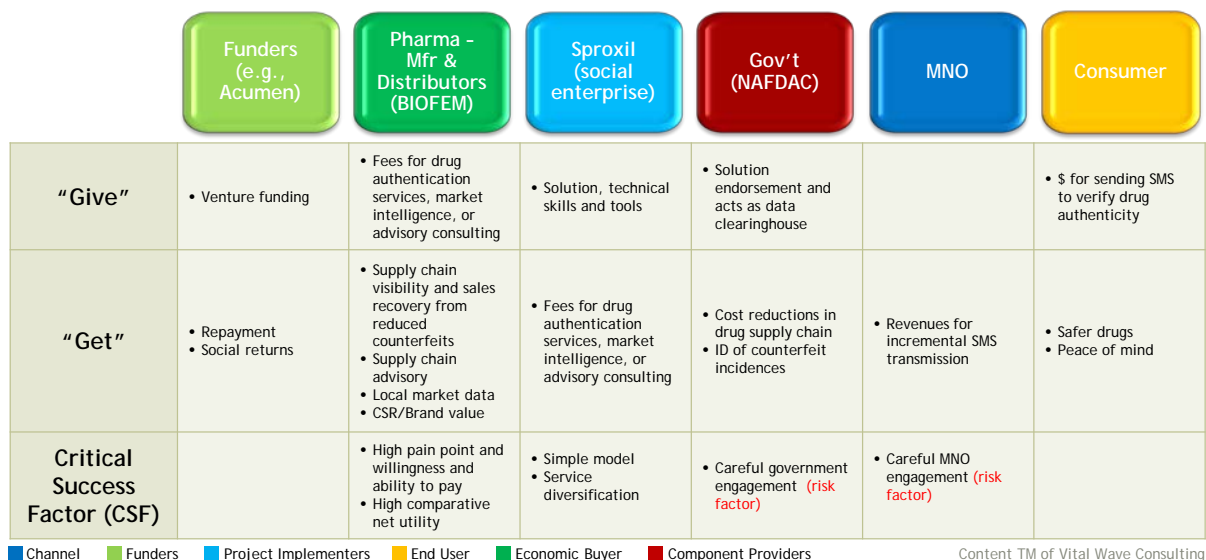 Funders
(e.g.,
Acumen)
Pharma -
Mfr &
Distributors
(BIOFEM)
Sproxil
(social
enterprise)
Gov't
(NAFDAC)
MNO
Consumer
“Give”
• Venture funding
• Fees for drug
authentication
services, market
intelligence, or
advisory consulting
• Solution, technical
skills and tools
• Solution
endorsement and
acts as data
clearinghouse
• $ for sending SMS
to verify drug
authenticity
“Get”
• Repayment
• Social returns
• Supply chain
visibility and sales
recovery from
reduced
counterfeits
• Supply chain
advisory
• Local market data
• CSR/Brand value
• Fees for drug
authentication
services, market
intelligence, or
advisory consulting
• Cost reductions in
drug supply chain
• ID of counterfeit
incidences
• Revenues for
incremental SMS
transmission
• Safer drugs
• Peace of mind
Critical
Success
Factor (CSF)
• High pain point and
willingness and
ability to pay
• High comparative
net utility
• Simple model
• Service
diversification
• Careful government
engagement (risk
factor)
• Careful MNO
engagement (risk
factor)
Channel
Funders
Project Implementers
End User
Economic Buyer
Component Providers
Content TM of Vital Wave Consulting